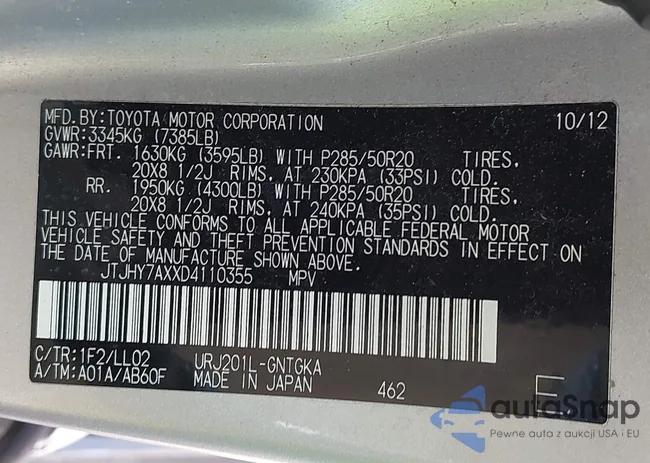 MFD.BY:TOYOTA MOTOR CORPORATION 10/12
GVWR:3345KG (7385LB)
GAWR:FRT. 1630KG (3595LB) WITH P285/50R20 TIRES.
20X8 1/2J RIMS, AT 230KPA (33PSI) COLD.
RR. 1950KG (4300LB) WITH P285/50R20 TIRES.
20X8 1/2J RIMS, AT 240KPA (35PSI) COLD.
THIS VEHICLE CONFORMS TO ALL APPLICABLE FEDERAL MOTOR
VEHICLE SAFETY AND THEFT PREVENTION STANDARDS IN EFFECT ON
THE DATE OF MANUFACTURE SHOWN ABOVE.
JTJHY7AXXD4110355 MPV
C/TR:1F2/LL02 URJ201L-GNTGKA
A/TM:A01A/AB60F MADE IN JAPAN 462 E
autoSnap
Pewne auta z aukcji USA i EU